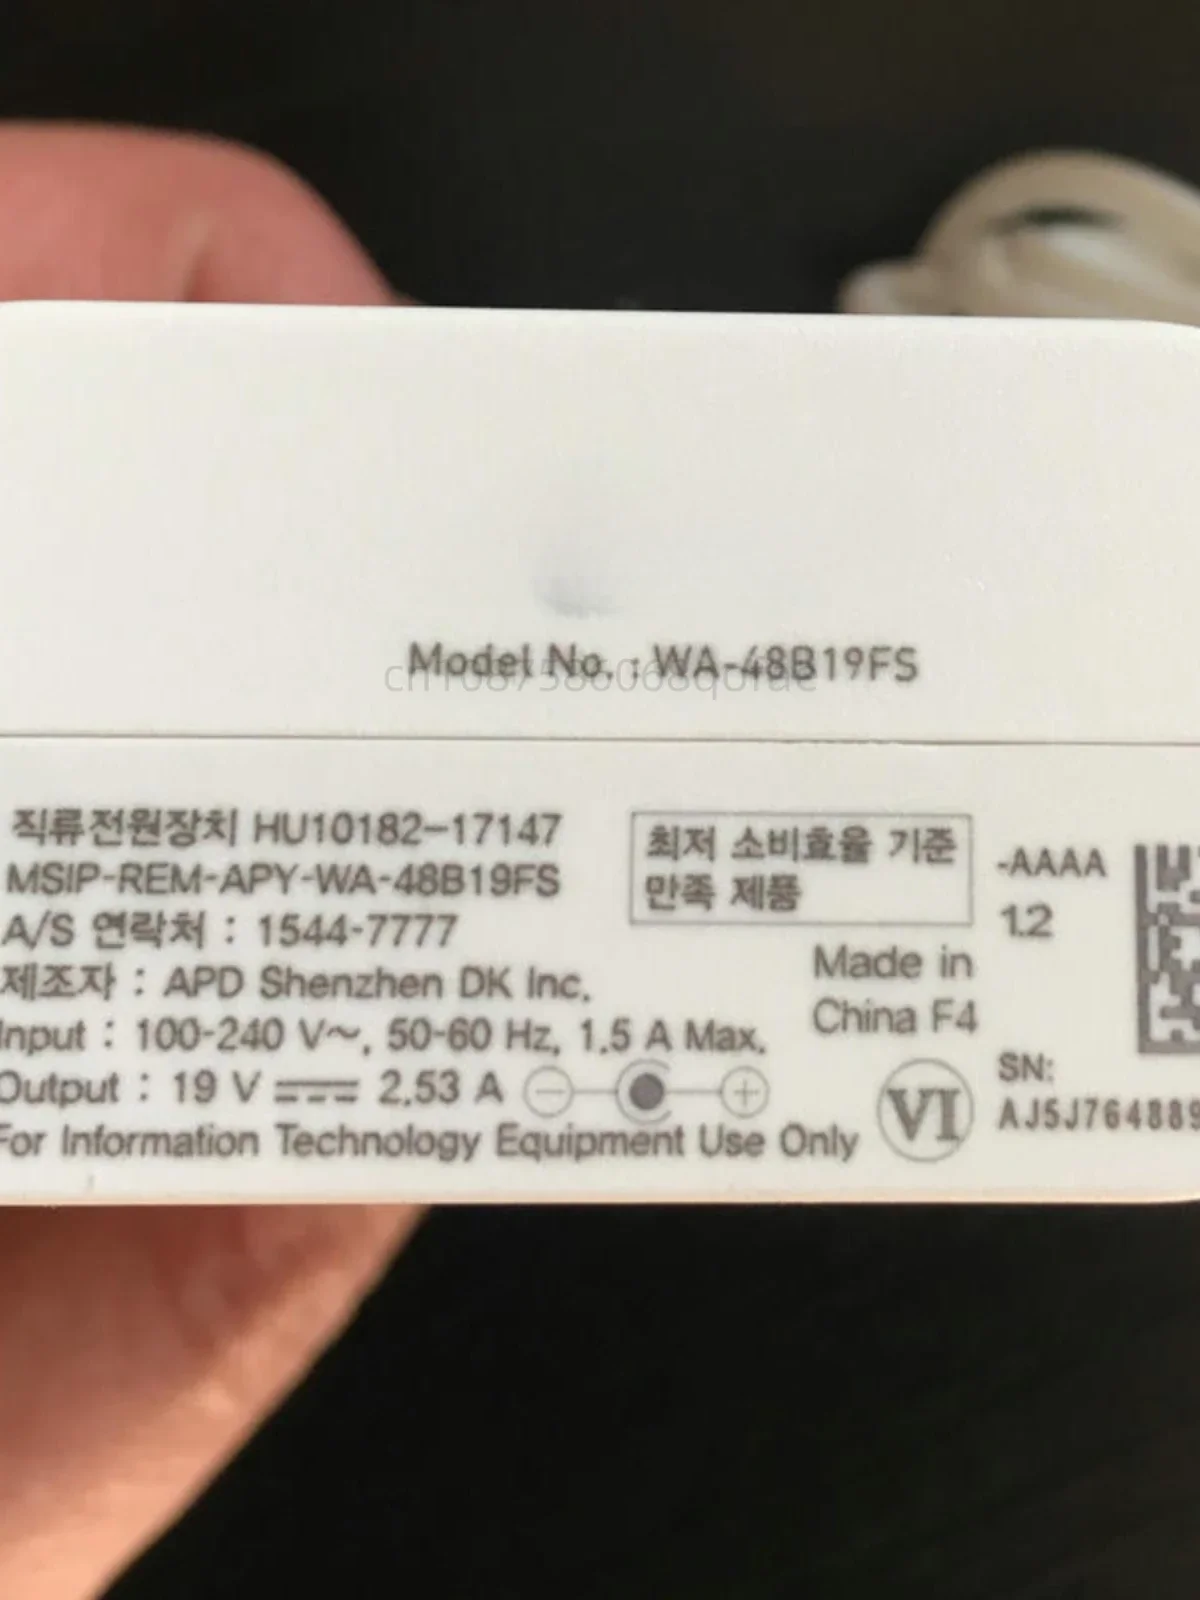 Model No. : WA-48B19FS
직류전원장치 HU10182-17147
MSIP-REM-APY-WA-48B19FS
A/S 연락처 : 1544-7777
제조자 : APD Shenzhen DK Inc.
Input : 100-240 V~, 50-60 Hz, 1.5 A Max.
Output : 19 V 2.53 A
For Information Technology Equipment Use Only
최저 소비효율 기준
만족 제품
Made in
China F4
VI
-AAAA
1.2
SN:
AJ5J764889